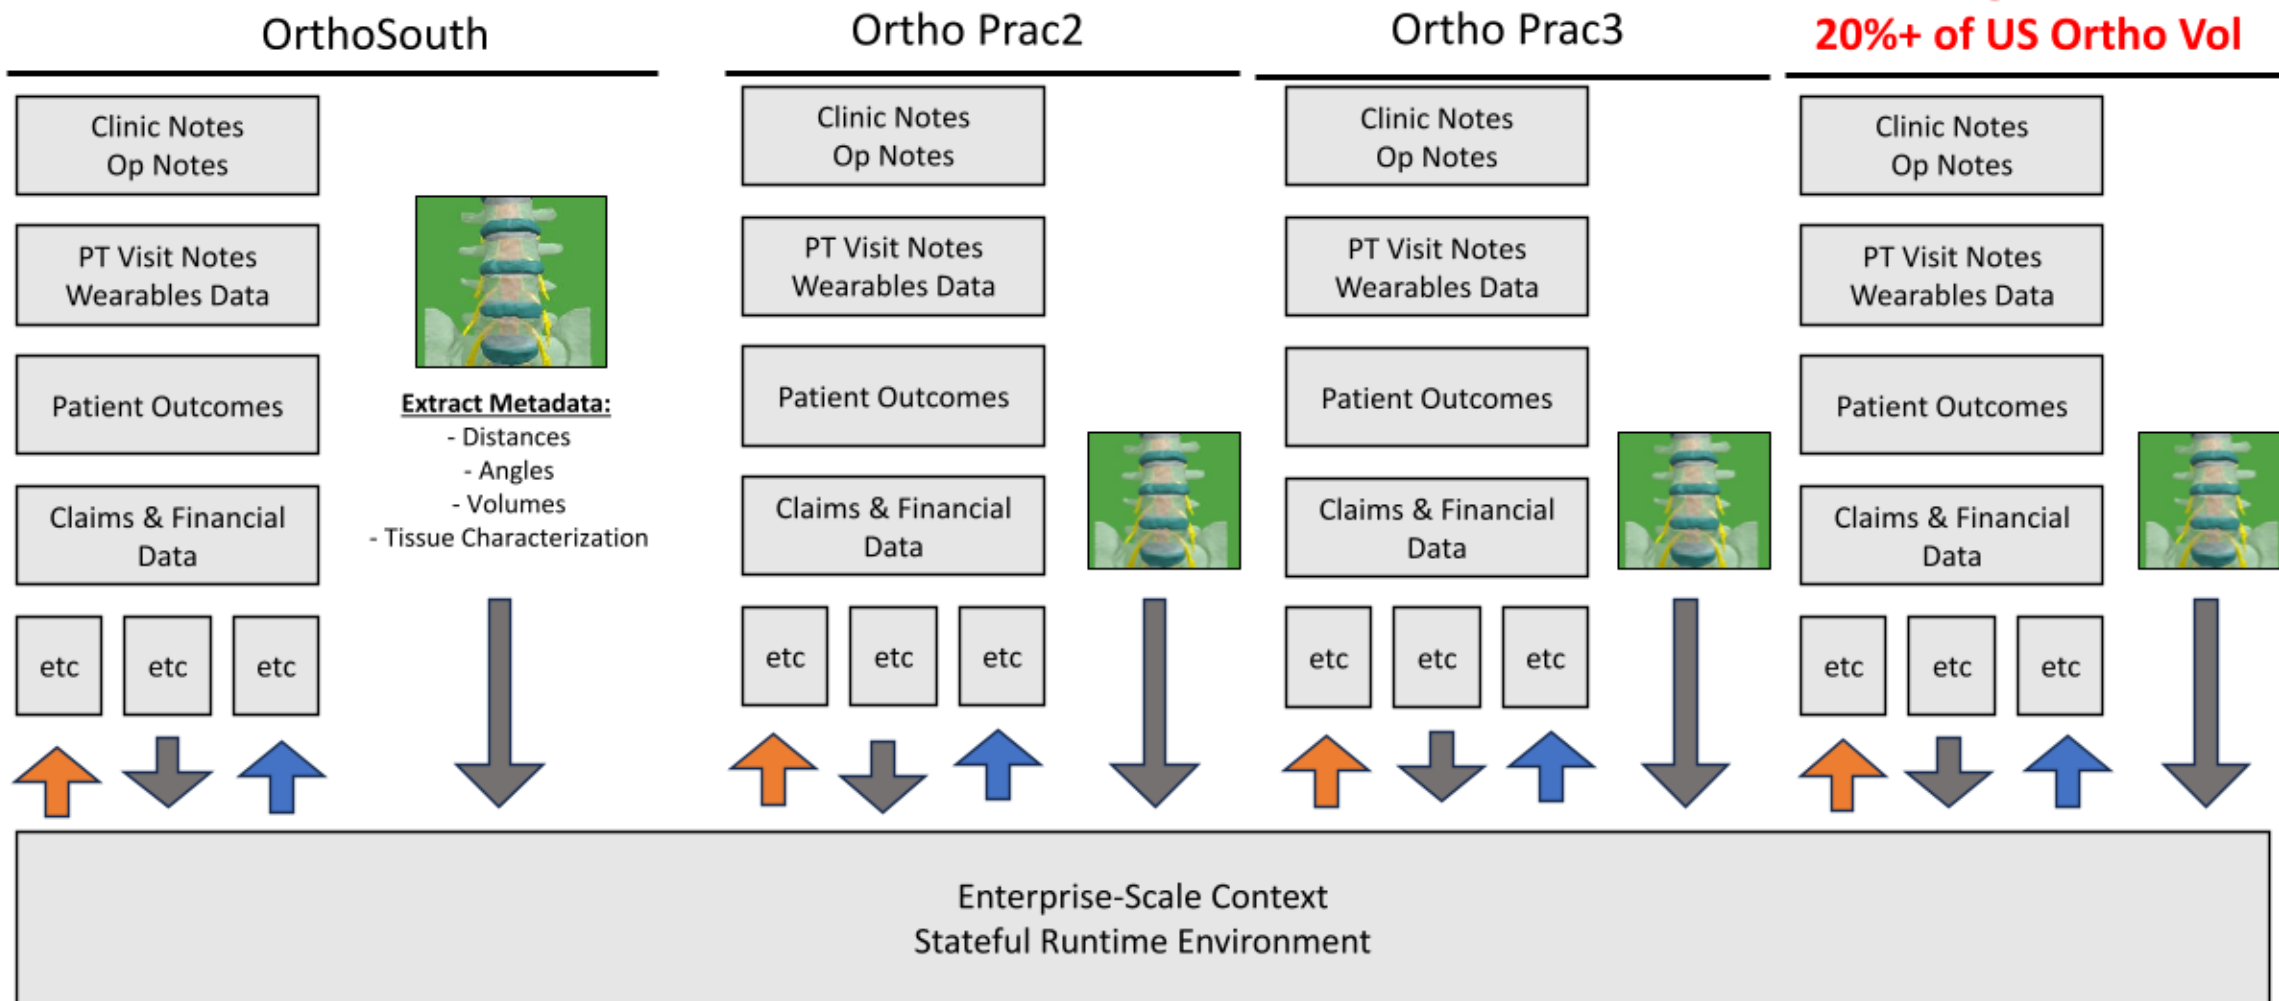 OrthoSouth
Clinic Notes
Op Notes
PT Visit Notes
Wearables Data
Patient Outcomes
Claims & Financial
Data
etc
etc
etc
Extract Metadata:
- Distances
- Angles
- Volumes
- Tissue Characterization
Ortho Prac2
Clinic Notes
Op Notes
PT Visit Notes
Wearables Data
Patient Outcomes
Claims & Financial
Data
etc
etc
etc
Ortho Prac3
Clinic Notes
Op Notes
PT Visit Notes
Wearables Data
Patient Outcomes
Claims & Financial
Data
etc
etc
etc
20%+ of US Ortho Vol
Clinic Notes
Op Notes
PT Visit Notes
Wearables Data
Patient Outcomes
Claims & Financial
Data
etc
etc
etc
Enterprise-Scale Context
Stateful Runtime Environment